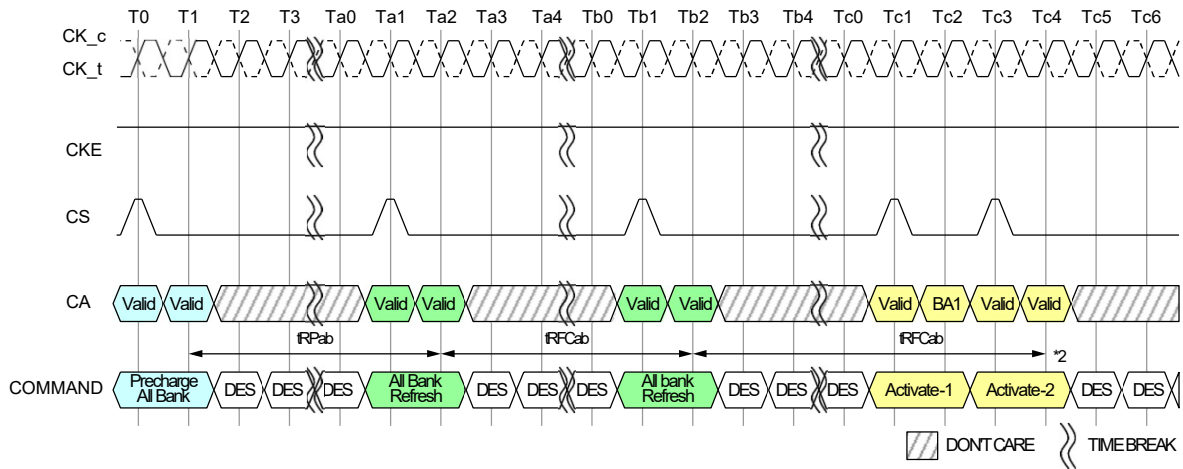 T0 T1 T2 T3 Ta0 Ta1 Ta2 Ta3 Ta4 Tb0 Tb1 Tb2 Tb3 Tb4 Tc0 Tc1 Tc2 Tc3 Tc4 Tc5 Tc6
CK_c
CK_t
CKE
CS
CA Valid Valid Valid Valid Valid Valid Valid BA1 Valid Valid
tRPab tRFCab tRFCab *2
COMMAND Precharge All Bank DES DES DES All Bank Refresh DES DES DES All bank Refresh DES DES DES Activate-1 Activate-2 DES DES
DON'T CARE TIME BREAK